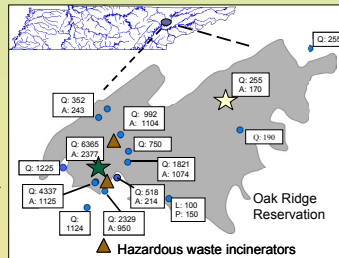 Q: 255
Q: 255
A: 170
Q: 352
A: 243
Q: 992
A: 1104
Q: 190
Q: 6365
A: 2377
Q: 750
Q: 1225
Q: 1821
A: 1074
Q: 4337
A: 1125
Q: 518
A: 214
L: 100
P: 150
Oak Ridge
Reservation
Q:
1124
Q: 2329
A: 950
Hazardous waste incinerators